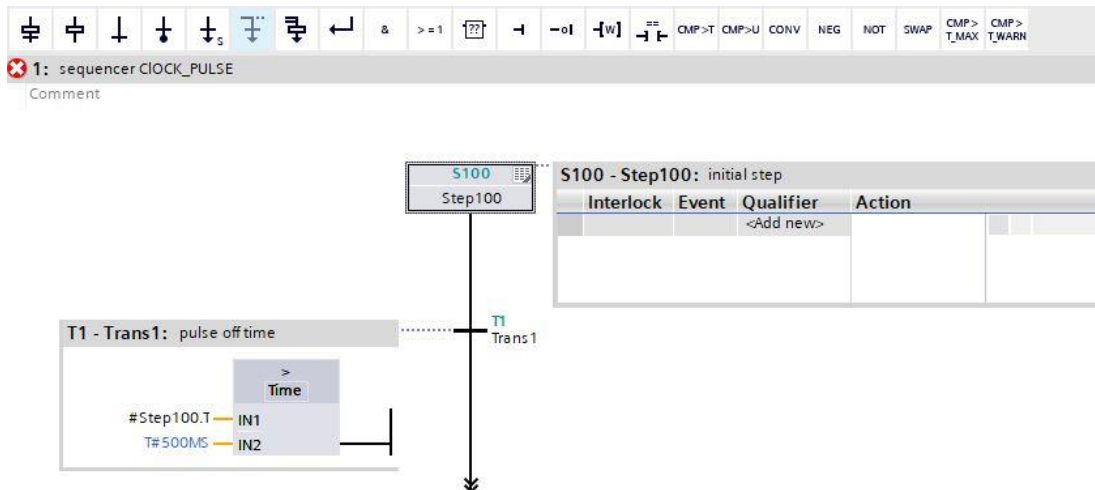 & >=1 ?? [w] == CMP>T CMP>U CONV NEG NOT SWAP CMP> T_MAX CMP> T_WARN
1: sequencer ClOCK_PULSE
Comment
S100
Step100
S100 - Step100: initial step
Interlock Event Qualifier Action
<Add new>
T1
Trans1
T1 - Trans1: pulse off time
>
Time
#Step100.T IN1
T#500MS IN2